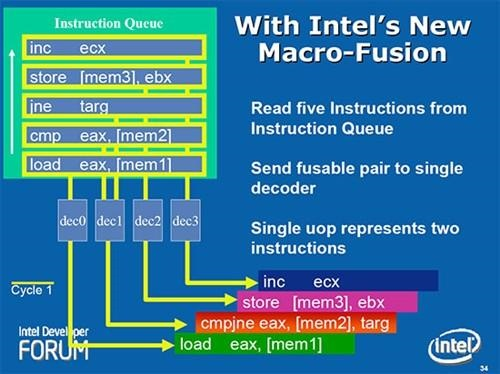 With Intel's New
Macro-Fusion
Instruction Queue
inc ecx
store [mem3], ebx
jne targ
cmp eax, [mem2]
load eax, [mem1]
dec0 dec1 dec2 dec3
Read five Instructions from
Instruction Queue
Send fusable pair to single
decoder
Single uop represents two
instructions
Cycle 1
inc ecx
store [mem3], ebx
cmpjne eax, [mem2], targ
load eax, [mem1]
Intel Developer
FORUM
intel
34